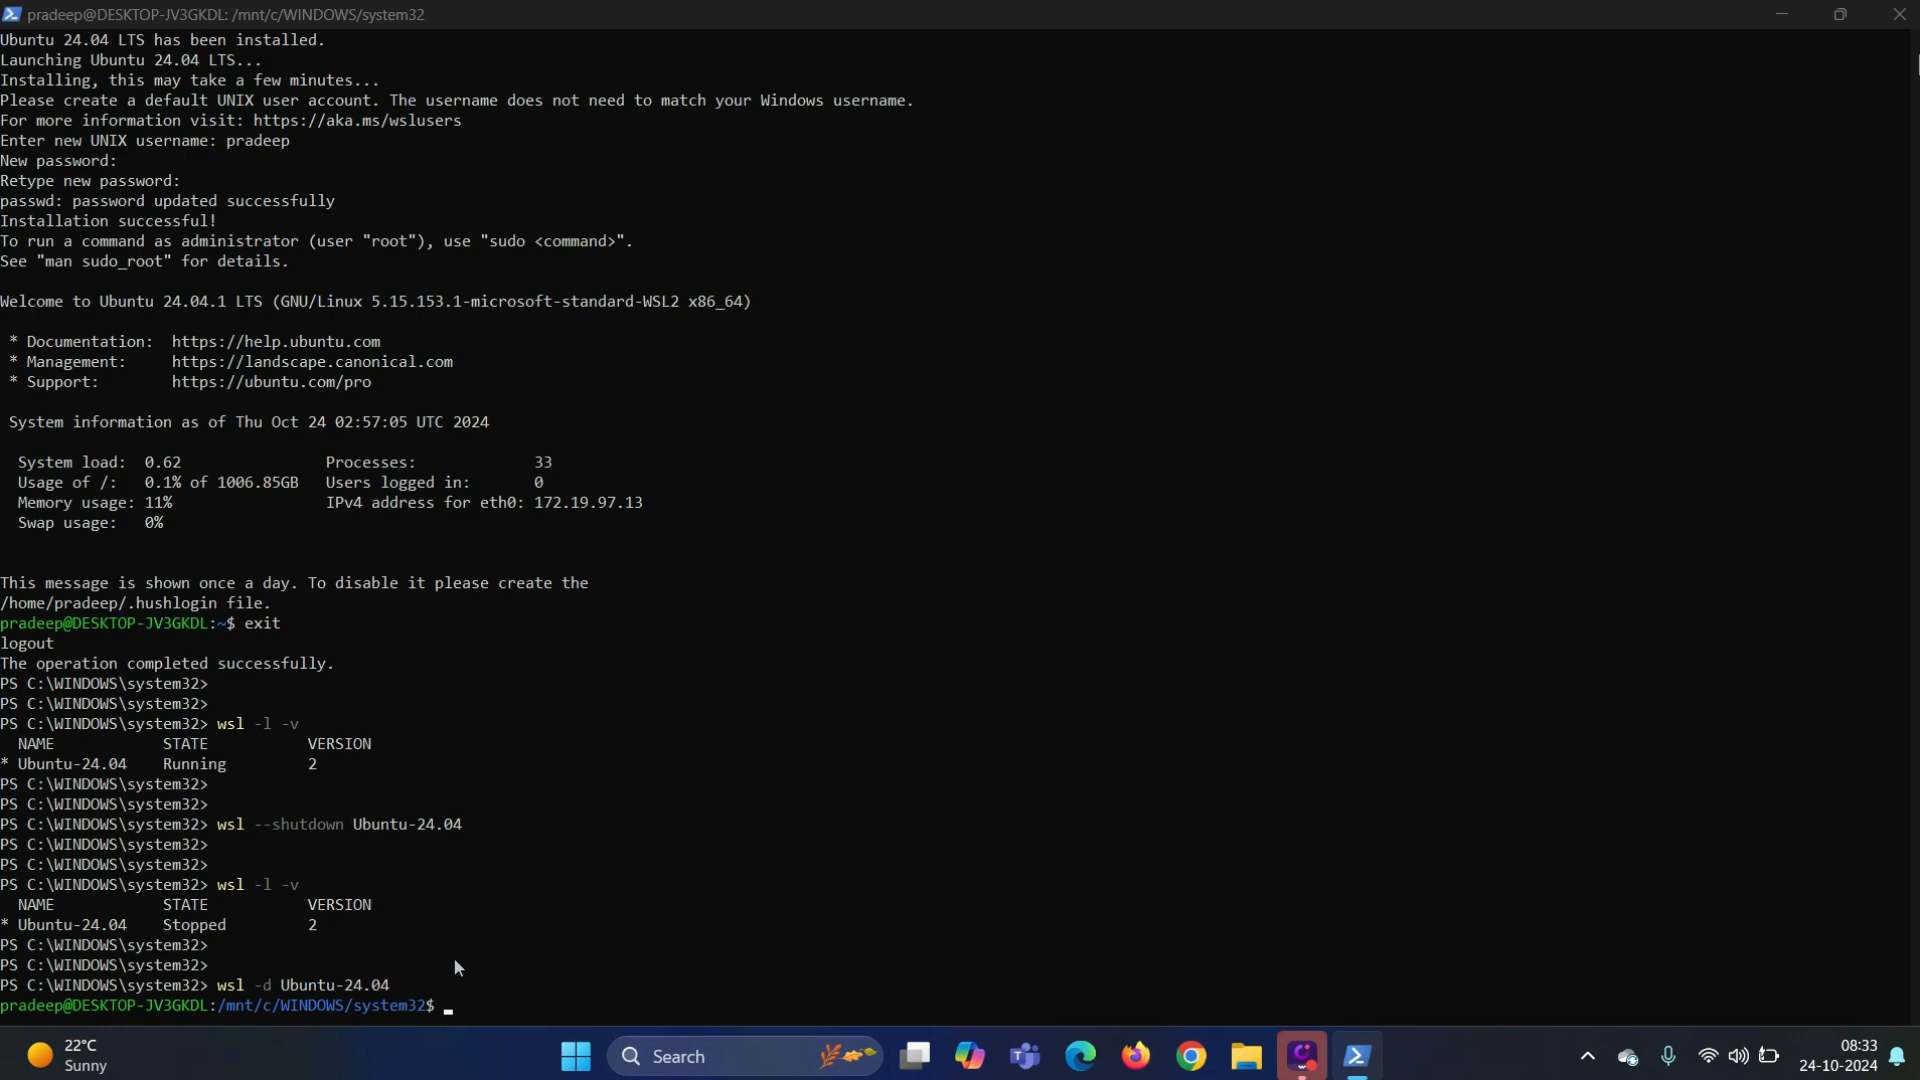 pradeep@DESKTOP-JV3GKDL: /mnt/c/WINDOWS/system32
Ubuntu 24.04 LTS has been installed.
Launching Ubuntu 24.04 LTS...
Installing, this may take a few minutes...
Please create a default UNIX user account. The username does not need to match your Windows username.
For more information visit: https://aka.ms/wslusers
Enter new UNIX username: pradeep
New password:
Retype new password:
passwd: password updated successfully
Installation successful!
To run a command as administrator (user "root"), use "sudo <command>".
See "man sudo_root" for details.
Welcome to Ubuntu 24.04.1 LTS (GNU/Linux 5.15.153.1-microsoft-standard-WSL2 x86_64)
* Documentation:  https://help.ubuntu.com
* Management:     https://landscape.canonical.com
* Support:        https://ubuntu.com/pro
System information as of Thu Oct 24 02:57:05 UTC 2024
System load:  0.62                Processes:             33
Usage of /:   0.1% of 1006.85GB   Users logged in:       0
Memory usage: 11%                 IPv4 address for eth0: 172.19.97.13
Swap usage:   0%
This message is shown once a day. To disable it please create the
/home/pradeep/.hushlogin file.
pradeep@DESKTOP-JV3GKDL:~$ exit
logout
The operation completed successfully.
PS C:\WINDOWS\system32>
PS C:\WINDOWS\system32>
PS C:\WINDOWS\system32> wsl -l -v
NAME            STATE           VERSION
* Ubuntu-24.04    Running         2
PS C:\WINDOWS\system32>
PS C:\WINDOWS\system32>
PS C:\WINDOWS\system32> wsl --shutdown Ubuntu-24.04
PS C:\WINDOWS\system32>
PS C:\WINDOWS\system32>
PS C:\WINDOWS\system32> wsl -l -v
NAME            STATE           VERSION
* Ubuntu-24.04    Stopped         2
PS C:\WINDOWS\system32>
PS C:\WINDOWS\system32>
PS C:\WINDOWS\system32> wsl -d Ubuntu-24.04
pradeep@DESKTOP-JV3GKDL:/mnt/c/WINDOWS/system32$
22°C
Sunny
Search
08:33
24-10-2024